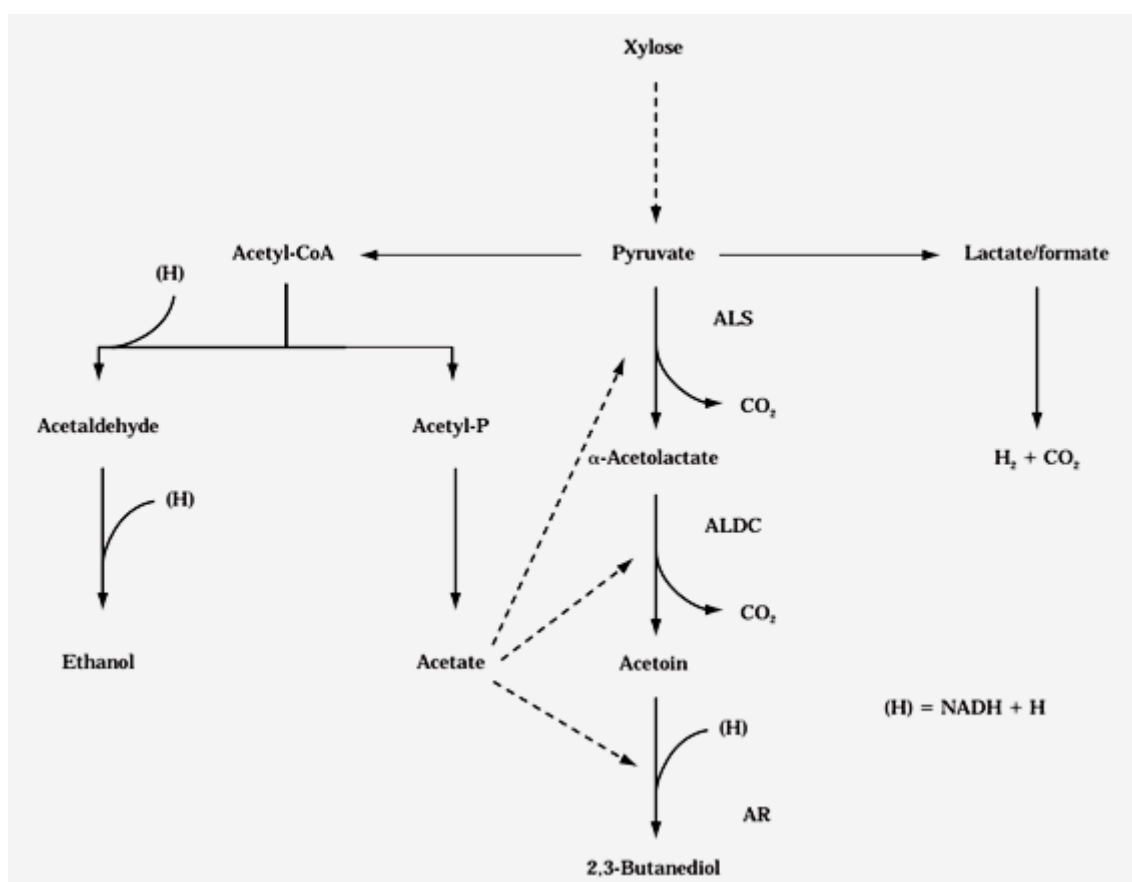 Xylose
Acetyl-CoA
Pyruvate
Lactate/formate
(H)
ALS
CO₂
Acetaldehyde
Acetyl-P
α-Acetolactate
H₂ + CO₂
(H)
ALDC
CO₂
Ethanol
Acetate
Acetoin
(H) = NADH + H
(H)
AR
2,3-Butanediol